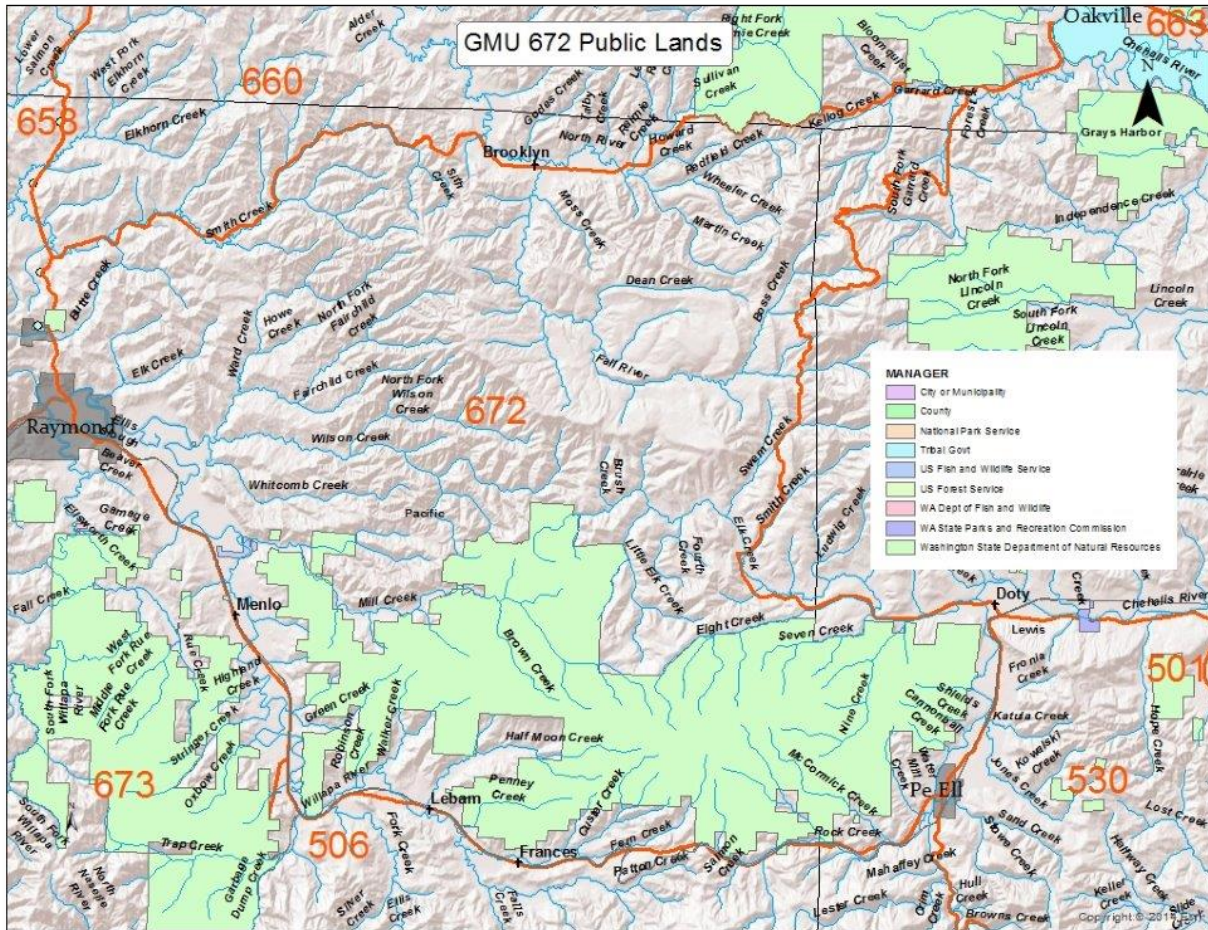 GMU 672 Public Lands
Oakville
663
Chehalis River
N
Grays Harbor
Lower
Salmon
Creek
West Fork
Elkhorn
Creek
Alder
Creek
660
658
Elkhorn Creek
Godes Creek
Talby
Creek
North River
Howard
Creek
Right Fork
Sullivan
Creek
Bloomquist
Creek
Kellog Creek
Garrard Creek
Forest
Creek
South Fork
Garrard
Creek
Independence Creek
Brooklyn
Sith
Creek
Redfield Creek
Wheeler Creek
Martin Creek
Moss Creek
Smith Creek
Butte Creek
Dean Creek
Boss Creek
North Fork
Lincoln
Creek
Lincoln
Creek
South Fork
Lincoln
Creek
Howe
Creek
North Fork
Fairchild
Creek
Ward Creek
Elk Creek
Fairchild Creek
North Fork
Wilson
Creek
672
Fall River
MANAGER
City or Municipality
County
National Park Service
Tribal Govt
US Fish and Wildlife Service
US Forest Service
WA Dept of Fish and Wildlife
WA State Parks and Recreation Commission
Washington State Department of Natural Resources
Raymond
Ellis
Slough
Beaver
Creek
Wilson Creek
Whitcomb Creek
Brush
Creek
Swem Creek
Smith Creek
Elk Creek
Ludwig Creek
Pacific
Gamage
Creek
Ellsworth Creek
Little Elk Creek
Fourth
Creek
Fall Creek
Menlo
Mill Creek
Eight Creek
Seven Creek
Doty
Chehalis River
Lewis
West
Fork Rue
Creek
Middle
Fork Rue
Creek
Rue Creek
South Fork
Willapa
River
Highland
Creek
Brown Creek
Nine Creek
Shields
Creek
Cannonball
Creek
Fronia
Creek
501
Katula Creek
Hope Creek
Green Creek
Robinson
Creek
Walker Creek
Half Moon Creek
Stringer Creek
Oxbow Creek
673
Penney
Creek
Custer Creek
McCormick Creek
Water
Mill
Creek
Pe Ell
Kowalski
Creek
Jones Creek
530
Lost Creek
Willapa River
Lebam
Sand Creek
Stowe Creek
506
Fork Creek
Frances
Fern Creek
Patton Creek
Salmon
Creek
Rock Creek
Mahaffey Creek
Halfway Creek
South Fork
Willapa
River
Trap Creek
Garbage
Dump Creek
North
Naselle
River
Silver
Creek
Ellis
Creek
Falls
Creek
Lester Creek
Hull
Creek
Browns Creek
Keller
Creek